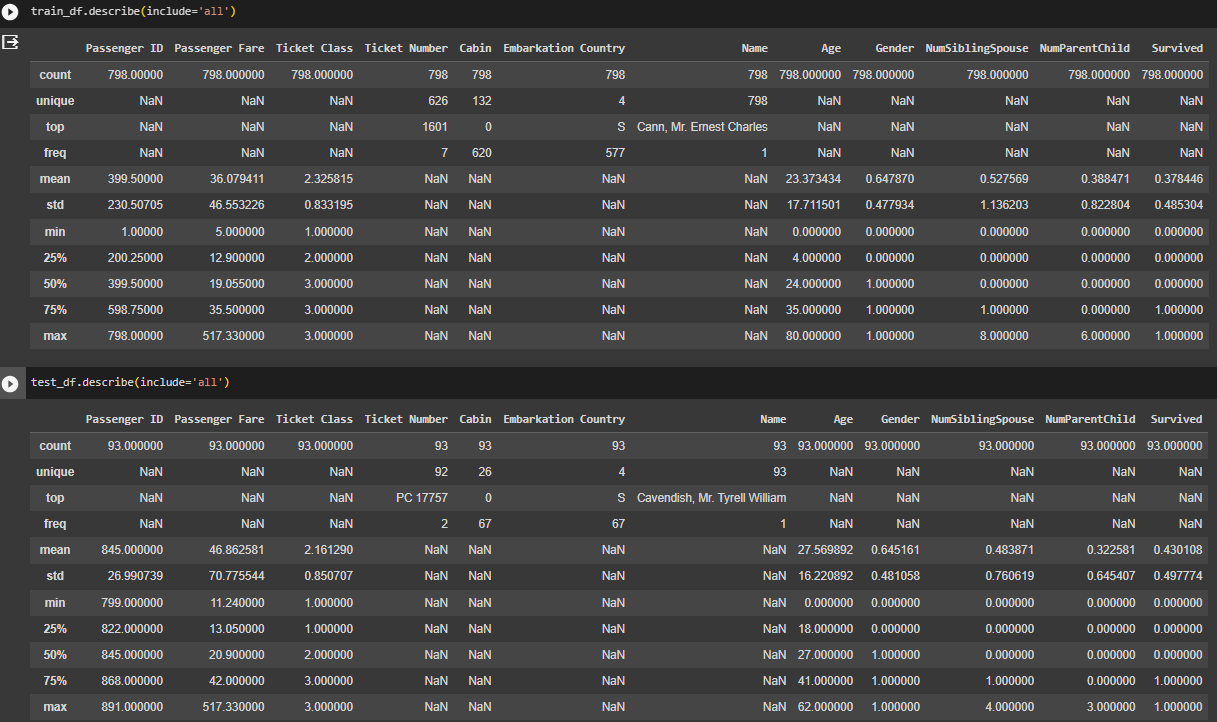 train_df.describe(include='all')
Passenger ID Passenger Fare Ticket Class Ticket Number Cabin Embarkation Country Name Age Gender NumSiblingSpouse NumParentChild Survived
count 798.00000 798.000000 798.000000 798 798 798 798 798.000000 798.000000 798.000000 798.000000 798.000000
unique NaN NaN NaN 626 132 4 798 NaN NaN NaN NaN NaN
top NaN NaN NaN 1601 0 S Cann, Mr. Ernest Charles NaN NaN NaN NaN NaN
freq NaN NaN NaN 7 620 577 1 NaN NaN NaN NaN NaN
mean 399.50000 36.079411 2.325815 NaN NaN NaN NaN 23.373434 0.647870 0.527569 0.388471 0.378446
std 230.50705 46.553226 0.833195 NaN NaN NaN NaN 17.711501 0.477934 1.136203 0.822804 0.485304
min 1.00000 5.000000 1.000000 NaN NaN NaN NaN 0.000000 0.000000 0.000000 0.000000 0.000000
25% 200.25000 12.900000 2.000000 NaN NaN NaN NaN 4.000000 0.000000 0.000000 0.000000 0.000000
50% 399.50000 19.055000 3.000000 NaN NaN NaN NaN 24.000000 1.000000 0.000000 0.000000 0.000000
75% 598.75000 35.500000 3.000000 NaN NaN NaN NaN 35.000000 1.000000 1.000000 0.000000 1.000000
max 798.00000 517.330000 3.000000 NaN NaN NaN NaN 80.000000 1.000000 8.000000 6.000000 1.000000
test_df.describe(include='all')
Passenger ID Passenger Fare Ticket Class Ticket Number Cabin Embarkation Country Name Age Gender NumSiblingSpouse NumParentChild Survived
count 93.000000 93.000000 93.000000 93 93 93 93 93.000000 93.000000 93.000000 93.000000 93.000000
unique NaN NaN NaN 92 26 4 93 NaN NaN NaN NaN NaN
top NaN NaN NaN PC 17757 0 S Cavendish, Mr. Tyrell William NaN NaN NaN NaN NaN
freq NaN NaN NaN 2 67 67 1 NaN NaN NaN NaN NaN
mean 845.000000 46.862581 2.161290 NaN NaN NaN NaN 27.569892 0.645161 0.483871 0.322581 0.430108
std 26.990739 70.775544 0.850707 NaN NaN NaN NaN 16.220892 0.481058 0.760619 0.645407 0.497774
min 799.000000 11.240000 1.000000 NaN NaN NaN NaN 0.000000 0.000000 0.000000 0.000000 0.000000
25% 822.000000 13.050000 1.000000 NaN NaN NaN NaN 18.000000 0.000000 0.000000 0.000000 0.000000
50% 845.000000 20.900000 2.000000 NaN NaN NaN NaN 27.000000 1.000000 0.000000 0.000000 0.000000
75% 868.000000 42.000000 3.000000 NaN NaN NaN NaN 41.000000 1.000000 1.000000 0.000000 1.000000
max 891.000000 517.330000 3.000000 NaN NaN NaN NaN 62.000000 1.000000 4.000000 3.000000 1.000000